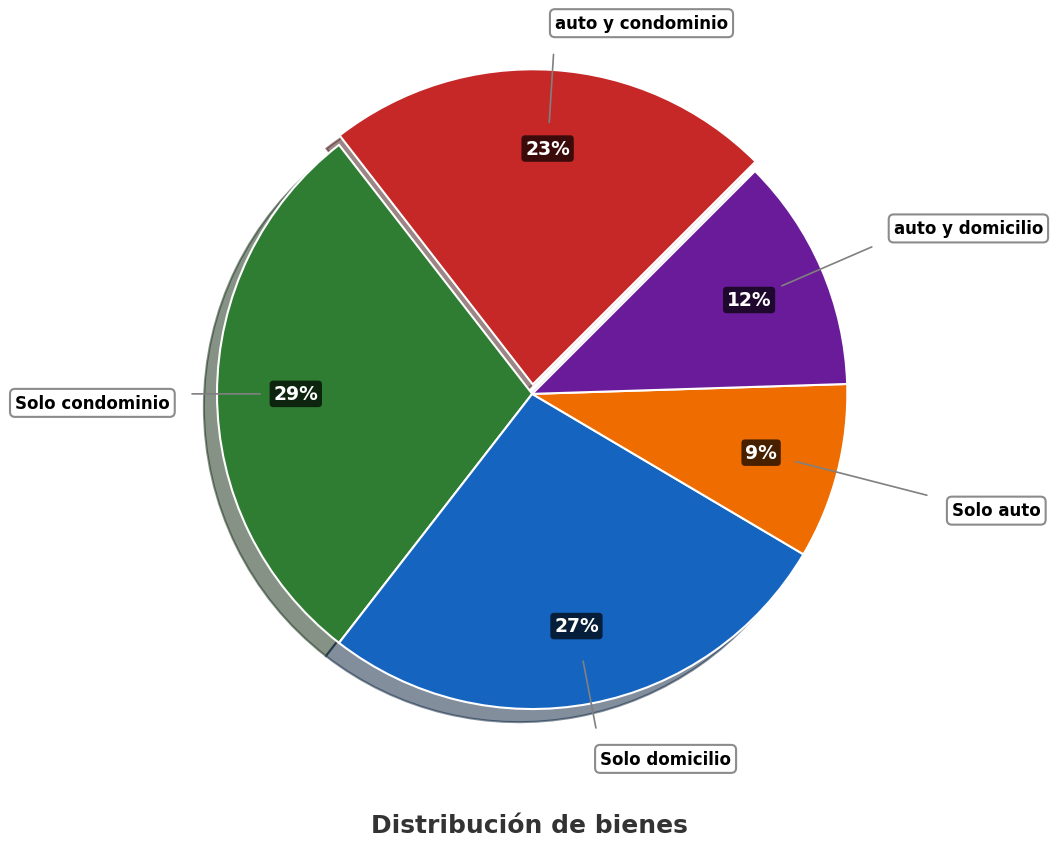 auto y condominio
23%
auto y domicilio
12%
29%
Solo condominio
9%
Solo auto
27%
Solo domicilio
Distribución de bienes